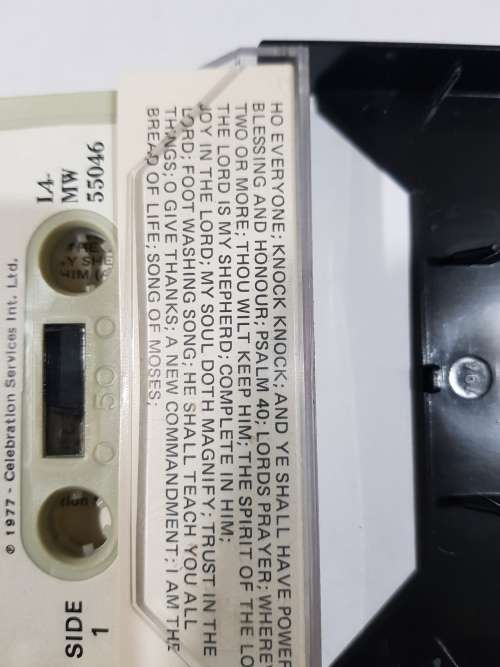 HO EVERYONE; KNOCK KNOCK; AND YE SHALL HAVE POWER
BLESSING AND HONOUR; PSALM 40; LORDS PRAYER; WHERE
TWO OR MORE; THOU WILT KEEP HIM; THE SPIRIT OF THE LO
THE LORD IS MY SHEPHERD; COMPLETE IN HIM;
JOY IN THE LORD; MY SOUL DOTH MAGNIFY; TRUST IN THE
LORD; FOOT WASHING SONG; HE SHALL TEACH YOU ALL
THINGS; O GIVE THANKS; A NEW COMMANDMENT; I AM THE
BREAD OF LIFE; SONG OF MOSES;
L4-
MW
55046
50
SIDE
1
℗ 1977 - Celebration Services Int. Ltd.